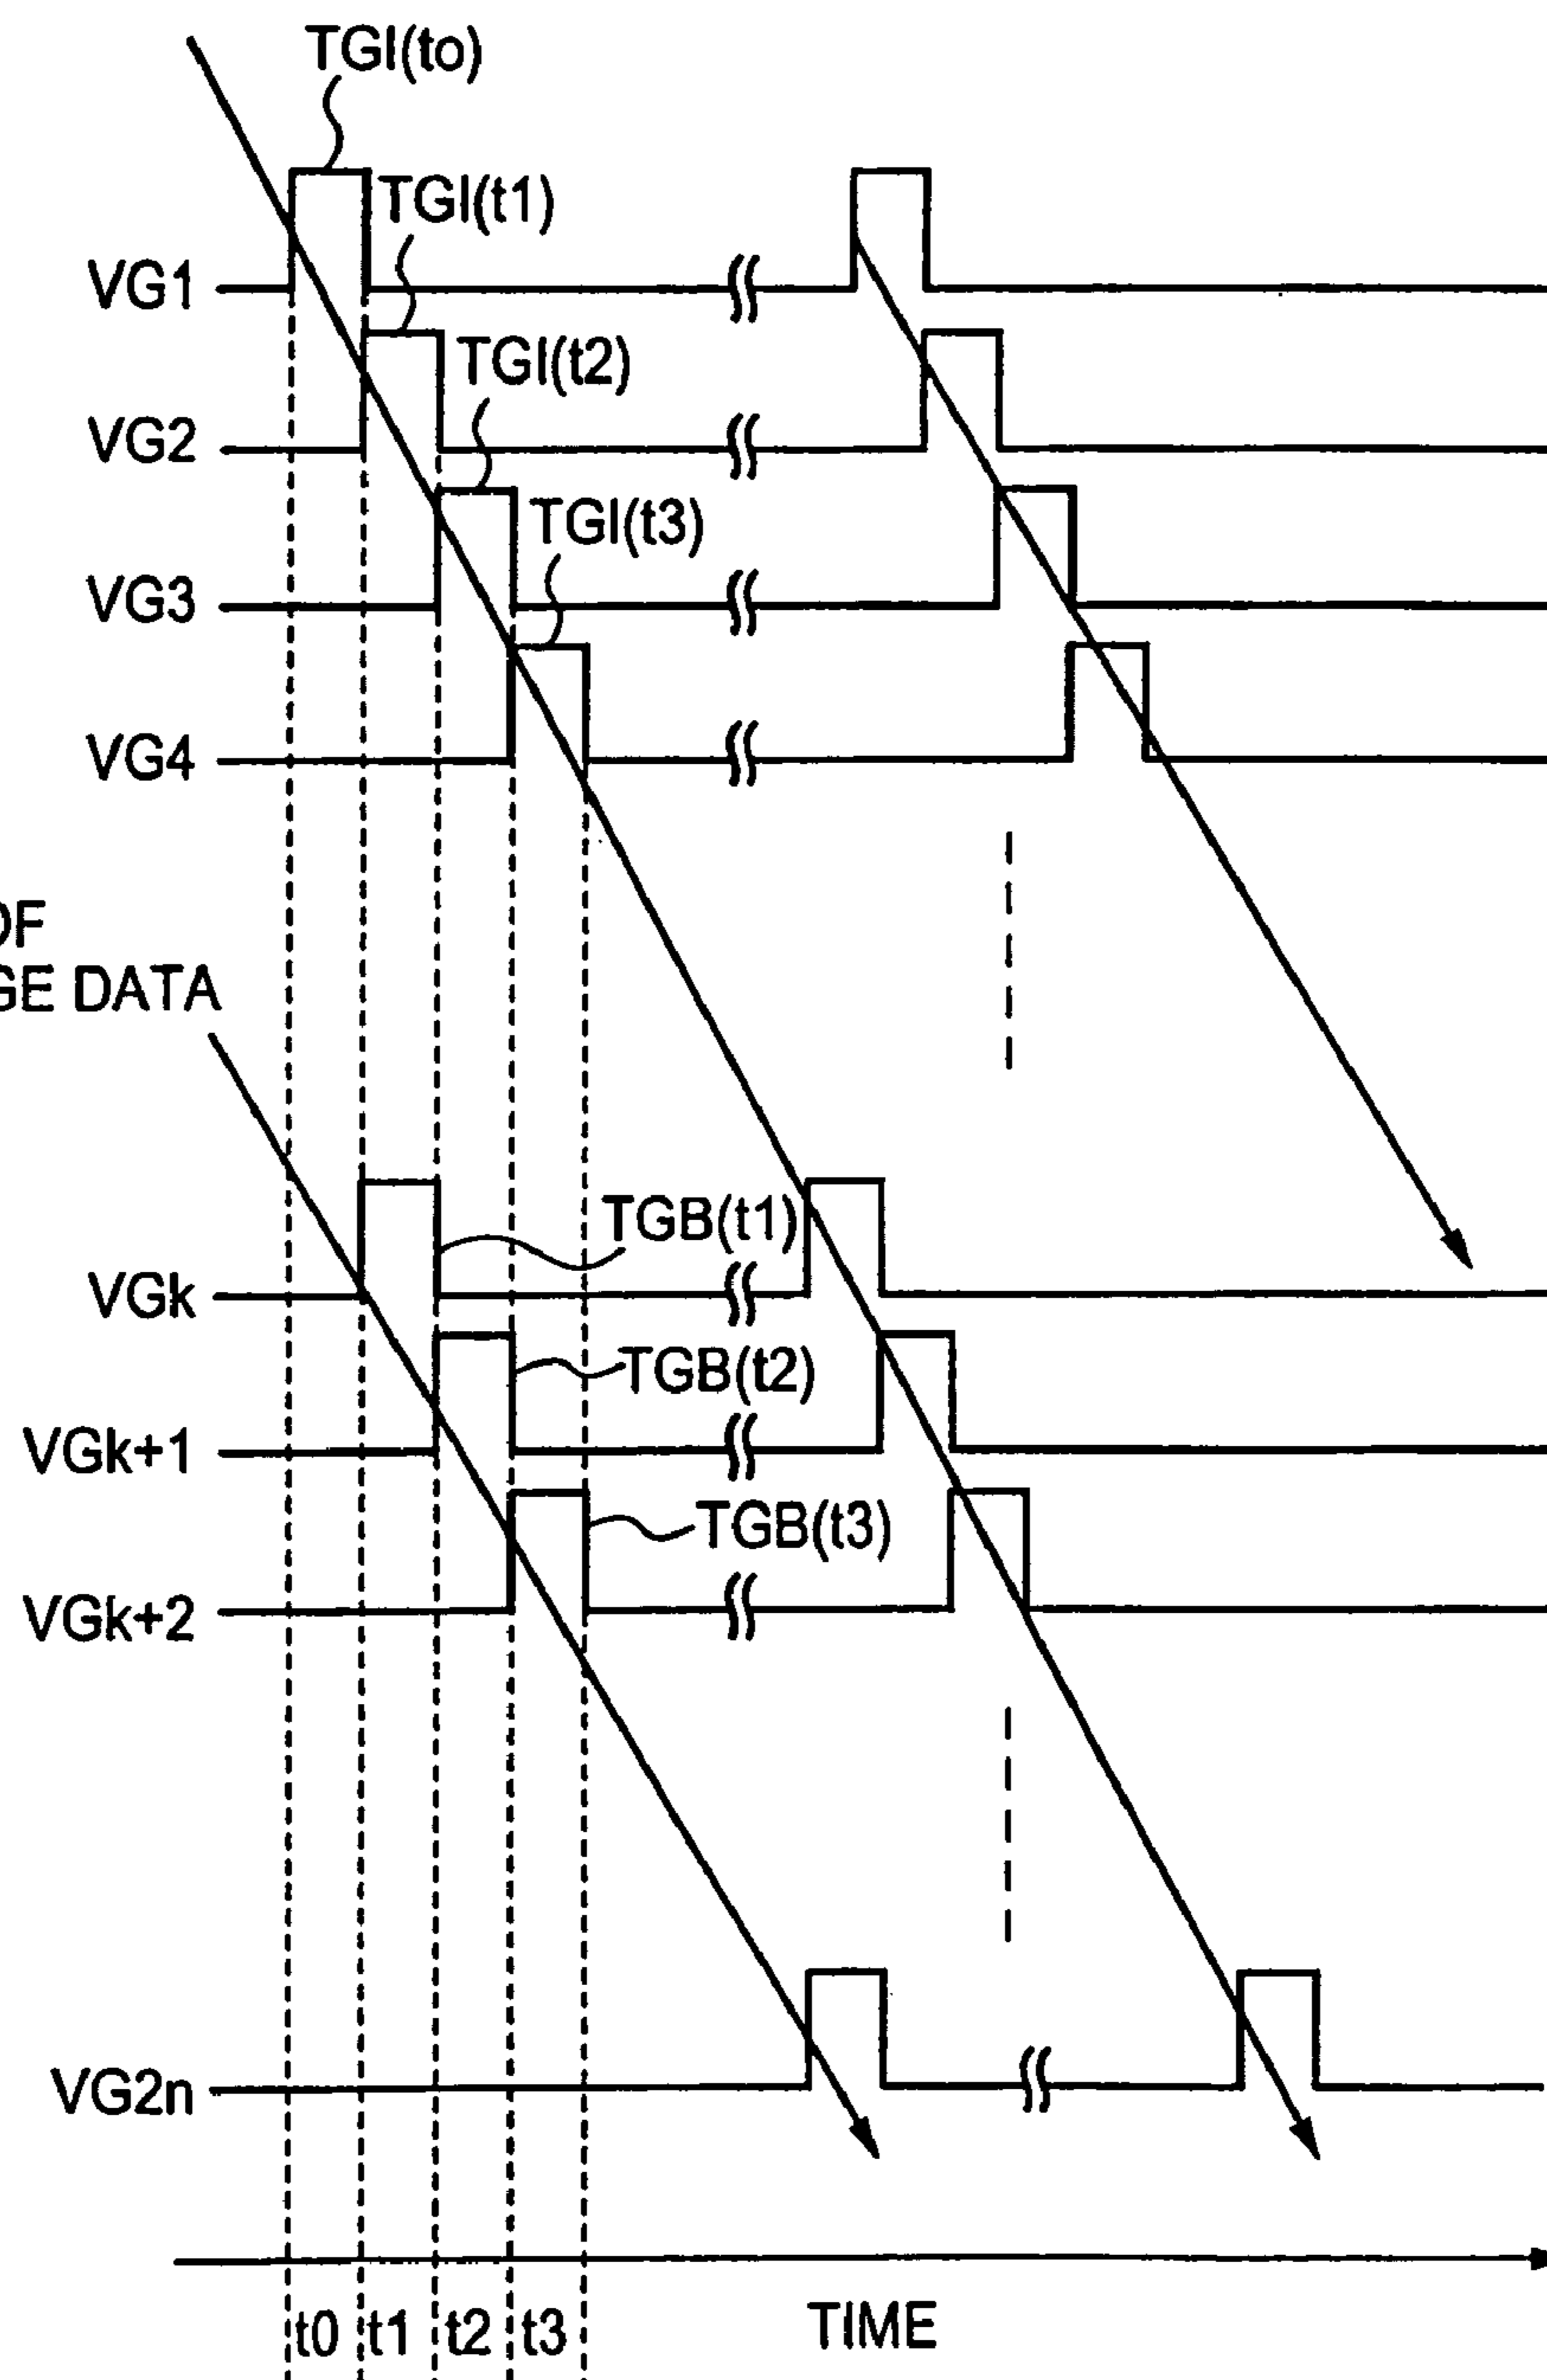 TGI(to)
TGI(t1)
VG1
TGI(t2)
VG2
TGI(t3)
VG3
VG4
OF
GE DATA
TGB(t1)
VGk
TGB(t2)
VGk+1
TGB(t3)
VGk+2
VG2n
t0 t1 t2 t3 TIME